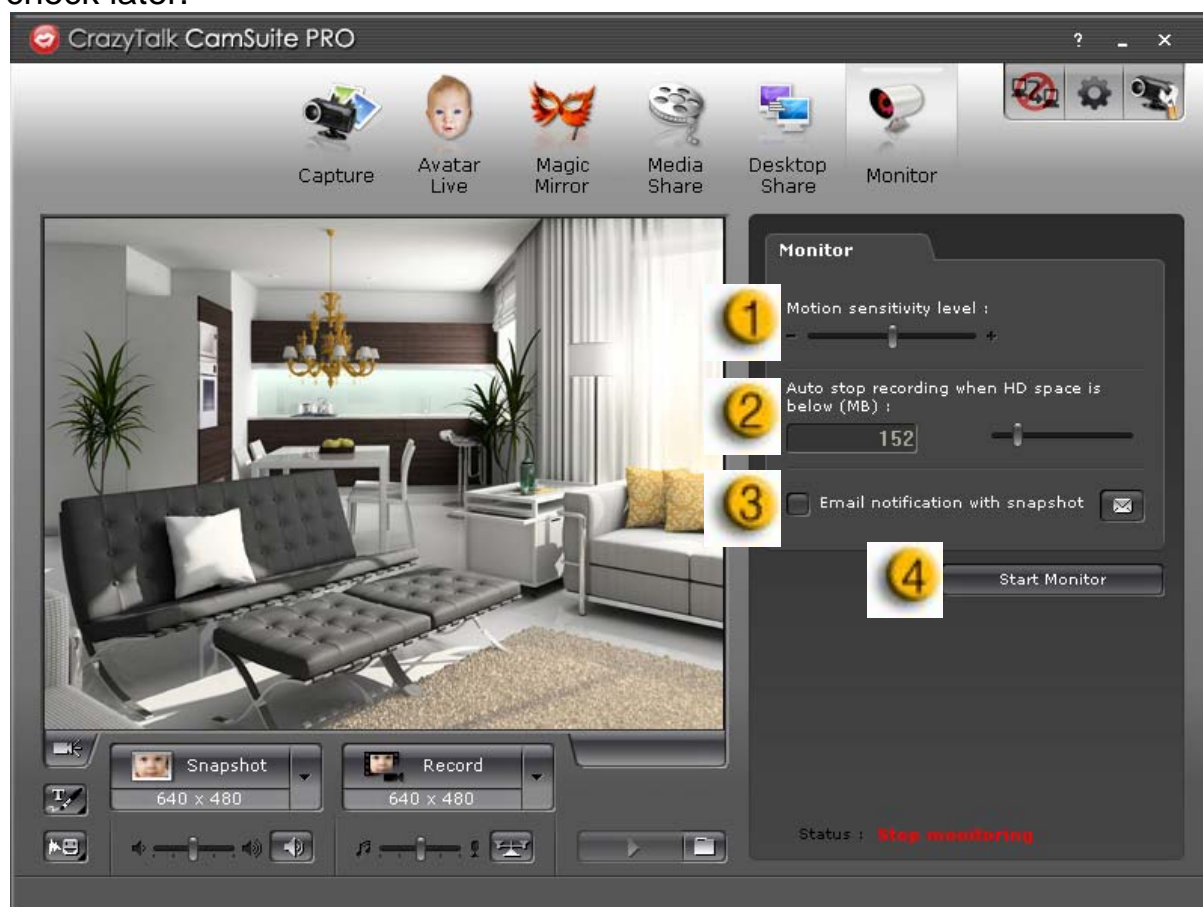 check later.
CrazyTalk CamSuite PRO
?
Capture
Avatar
Live
Magic
Mirror
Media
Share
Desktop
Share
Monitor
Monitor
1
Motion sensitivity level :
- +
2
Auto stop recording when HD space is
below (MB) :
152
3
Email notification with snapshot
4
Start Monitor
Snapshot
640 x 480
Record
640 x 480
T
Status : Stop monitoring